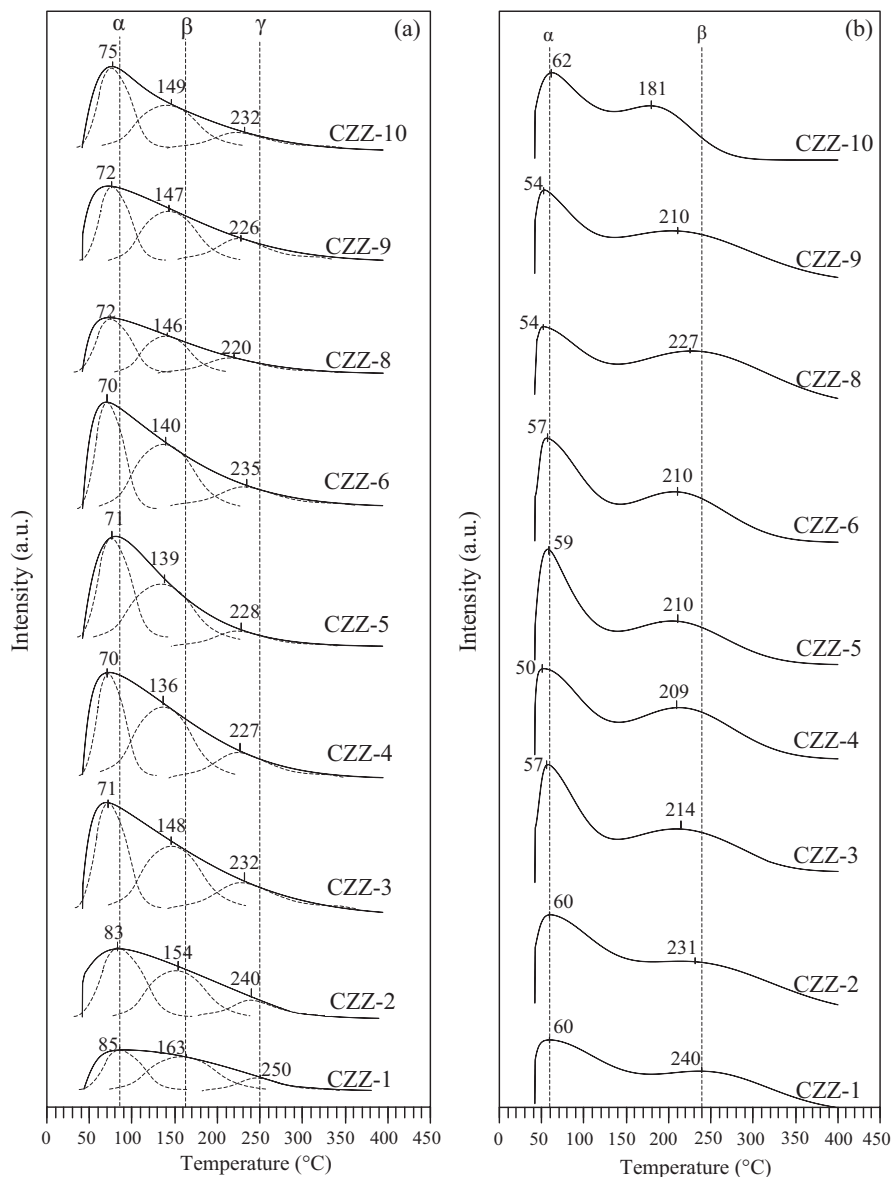 α β γ (a)
75
149
232
CZZ-10
72
147
226
CZZ-9
72
146
220
CZZ-8
70
140
235
CZZ-6
71
139
228
CZZ-5
70
136
227
CZZ-4
71
148
232
CZZ-3
83
154
240
CZZ-2
85
163
250
CZZ-1
Intensity (a.u.)
0 50 100 150 200 250 300 350 400 450
Temperature (°C)
α β (b)
62
181
CZZ-10
54
210
CZZ-9
54
227
CZZ-8
57
210
CZZ-6
59
210
CZZ-5
50
209
CZZ-4
57
214
CZZ-3
60
231
CZZ-2
60
240
CZZ-1
Intensity (a.u.)
0 50 100 150 200 250 300 350 400 450
Temperature (°C)